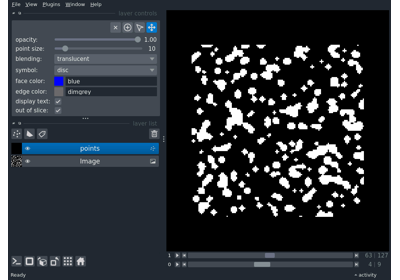 File View Plugins Window Help
layer controls
opacity: 1.00
point size: 10
blending: translucent
symbol: disc
face color: blue
edge color: dimgrey
display text: ✓
out of slice: ✓
layer list
points
Image
1 63 127
0 4 9
Ready activity